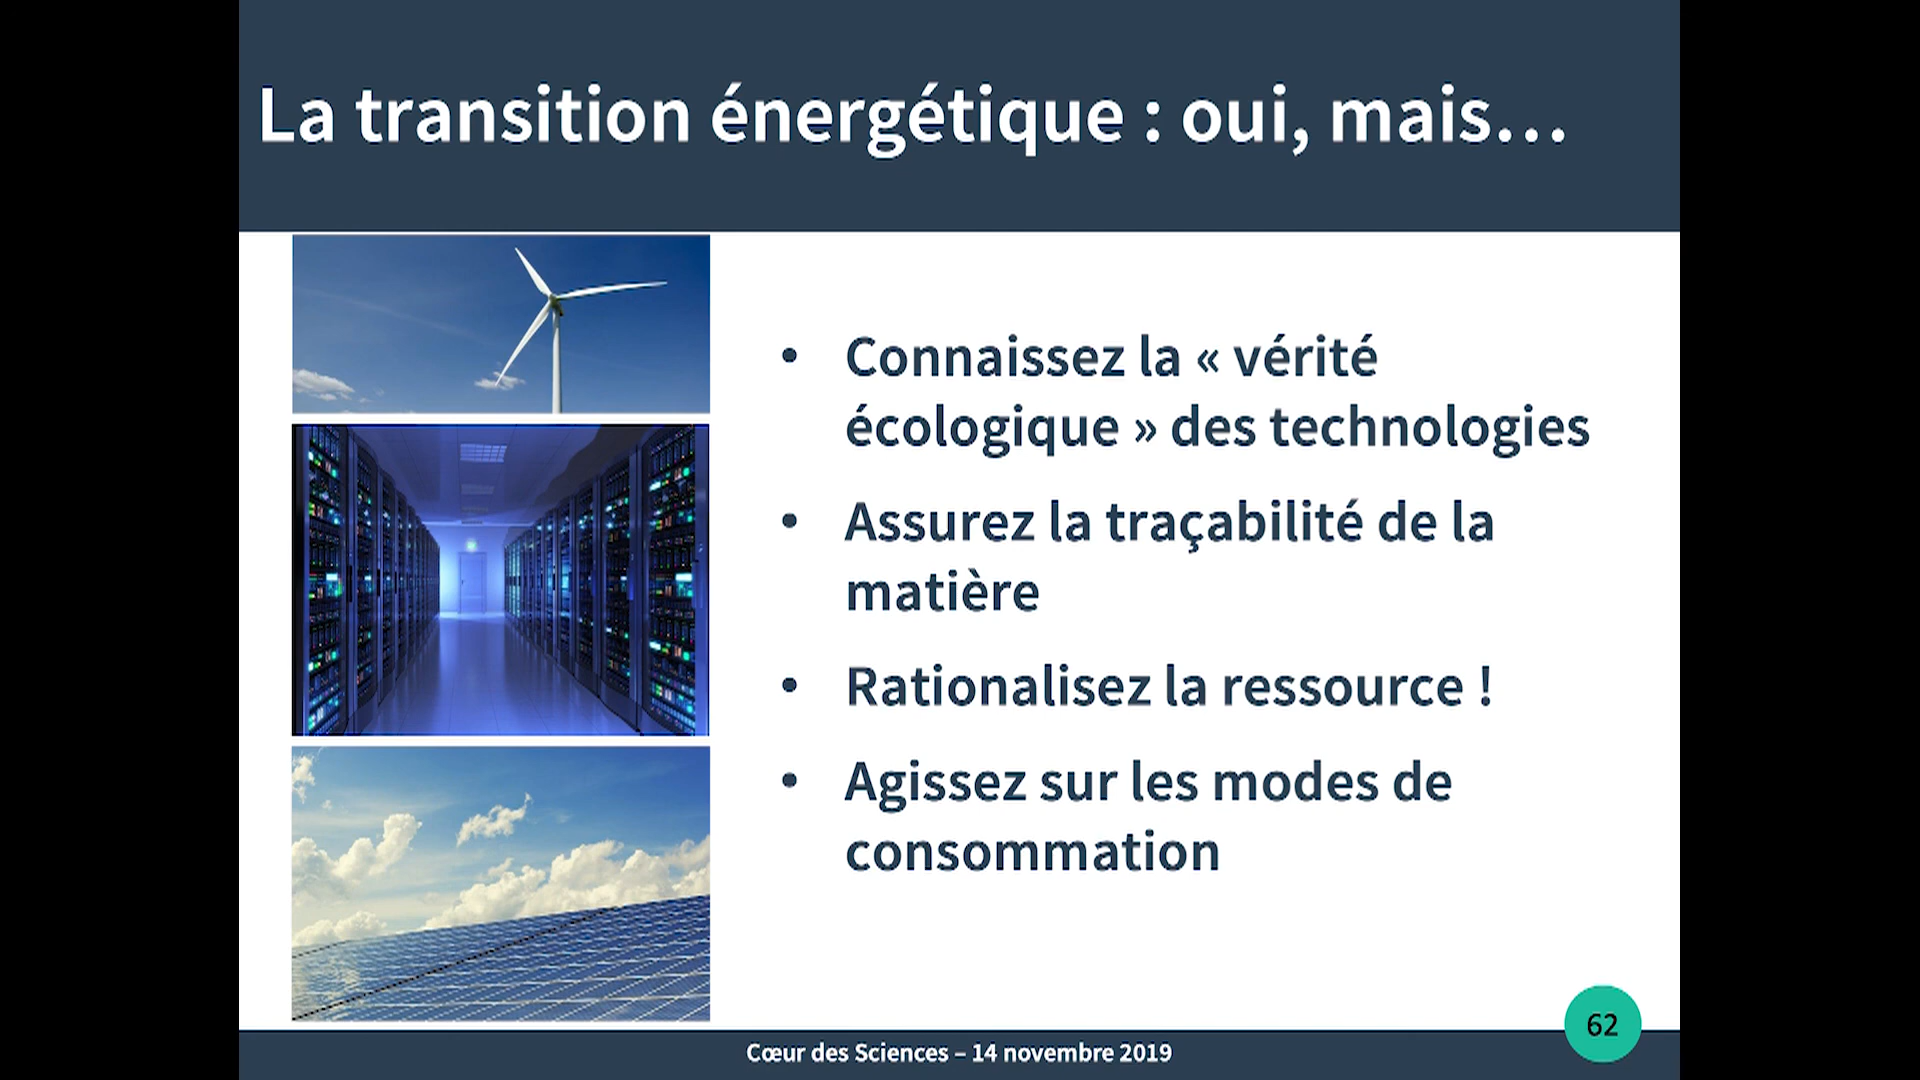 La transition énergétique : oui, mais…
• Connaissez la « vérité
écologique » des technologies
• Assurez la traçabilité de la
matière
• Rationalisez la ressource !
• Agissez sur les modes de
consommation
62
Cœur des Sciences – 14 novembre 2019